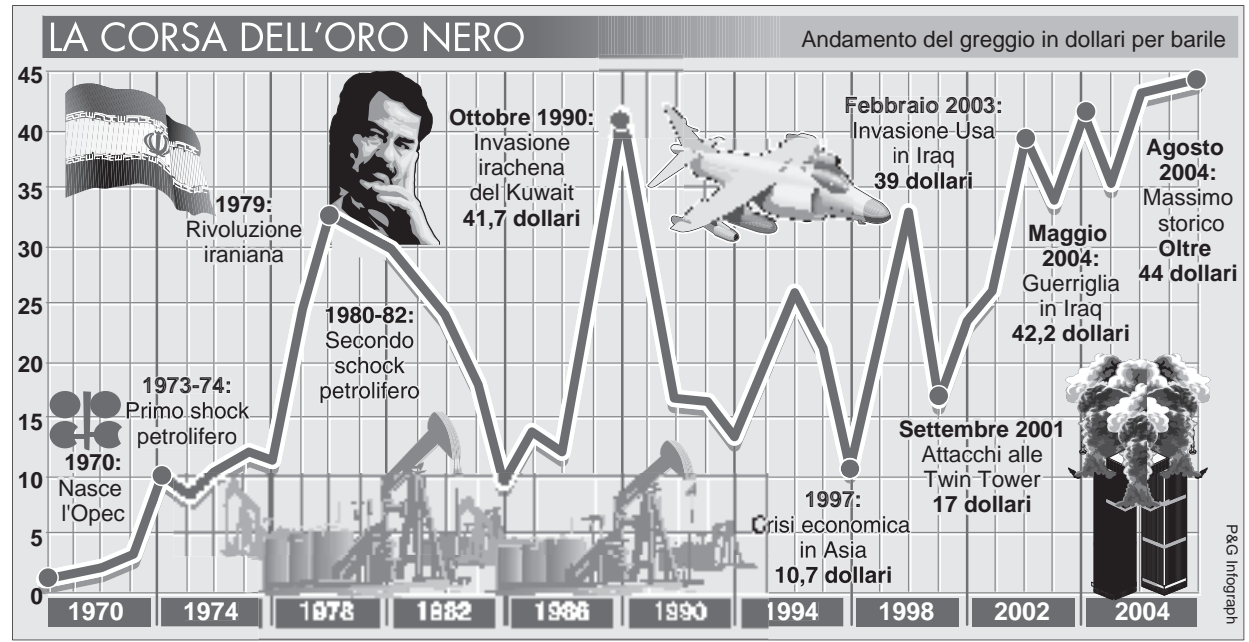 LA CORSA DELL'ORO NERO
Andamento del greggio in dollari per barile
45
40
35
30
25
20
15
10
5
0
1970:
Nasce
l'Opec
1973-74:
Primo shock
petrolifero
1979:
Rivoluzione
iraniana
1980-82:
Secondo
schock
petrolifero
Ottobre 1990:
Invasione
irachena
del Kuwait
41,7 dollari
1997:
Crisi economica
in Asia
10,7 dollari
Settembre 2001
Attacchi alle
Twin Tower
17 dollari
Febbraio 2003:
Invasione Usa
in Iraq
39 dollari
Maggio
2004:
Guerriglia
in Iraq
42,2 dollari
Agosto
2004:
Massimo
storico
Oltre
44 dollari
1970 1974 1978 1982 1986 1990 1994 1998 2002 2004
P&G Infograph